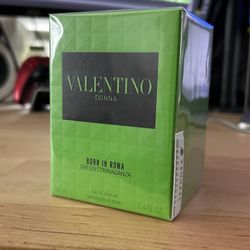 VALENTINO
DONNA
BORN IN ROMA
GREEN STRAVAGANZA
EAU DE PARFUM
3.4 FL OZ